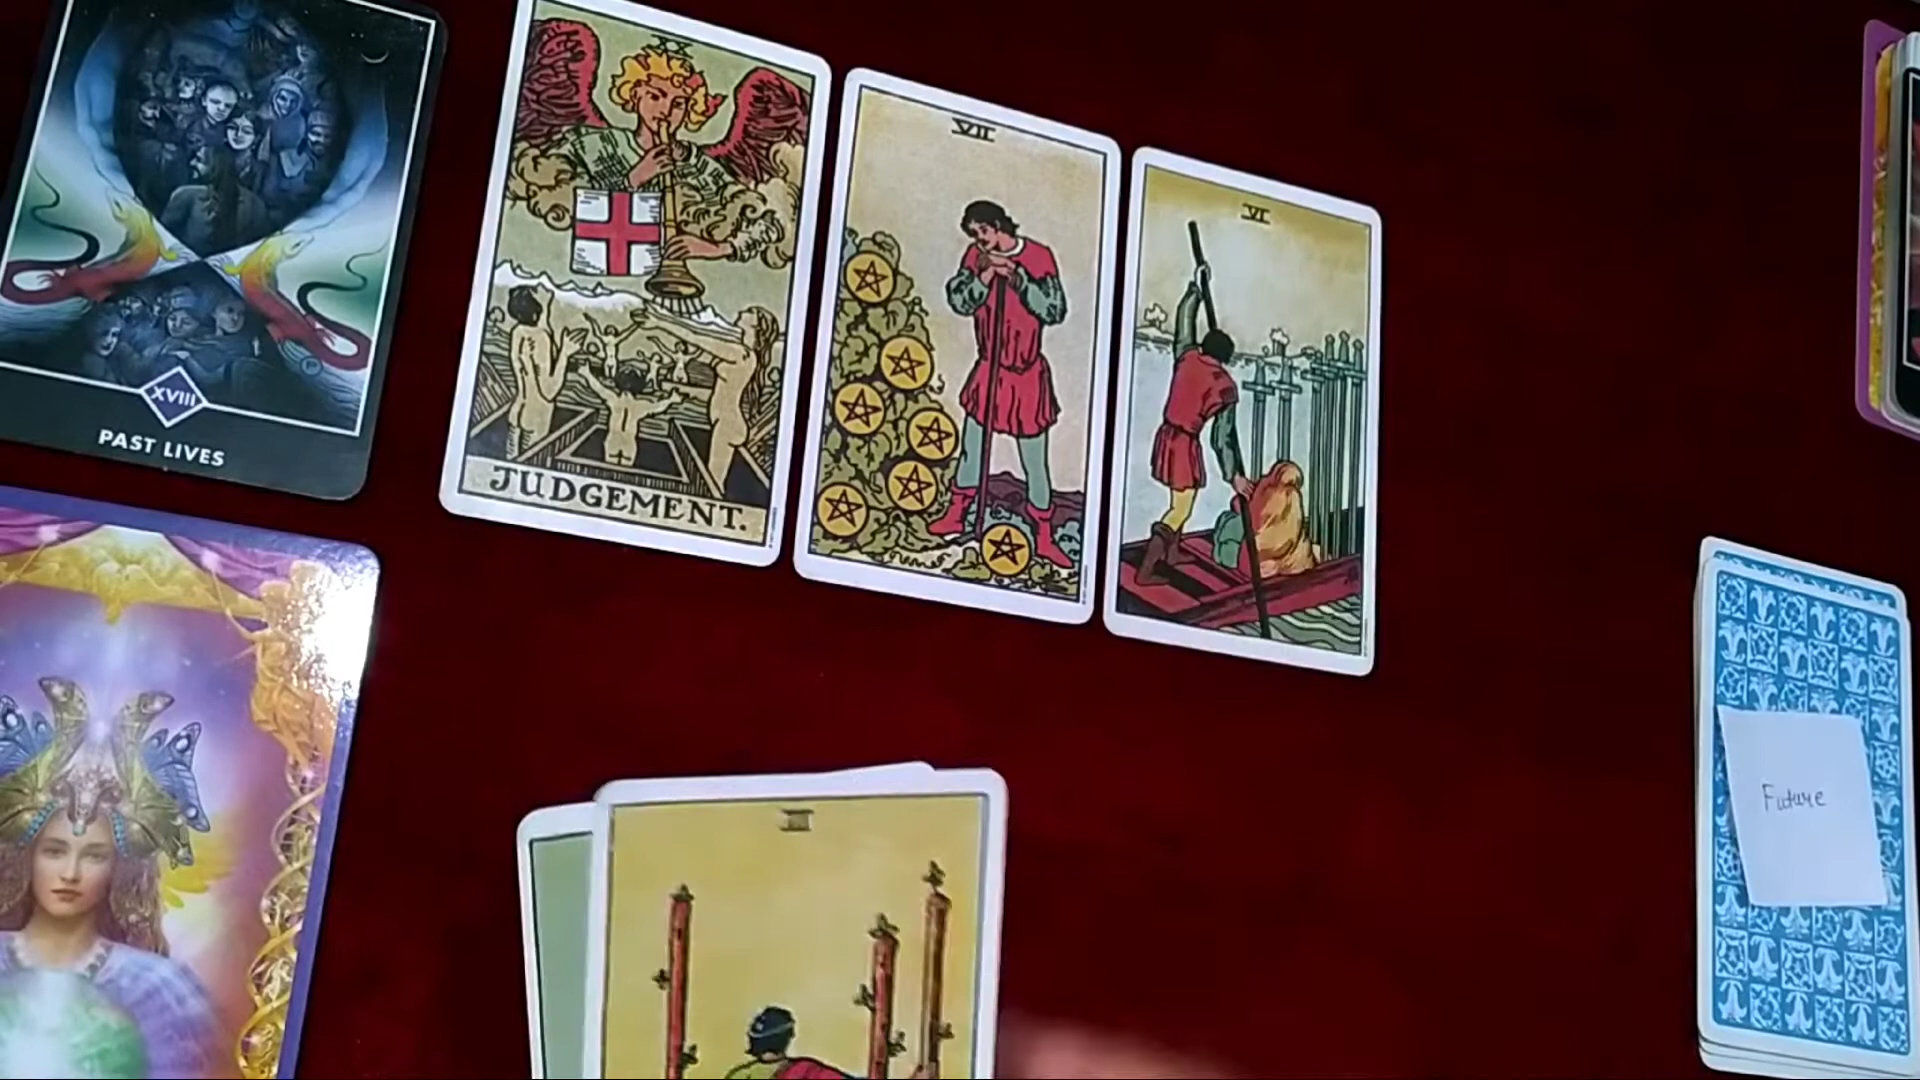 XX
VII
VI
XVIII
PAST LIVES
JUDGEMENT.
III
Future